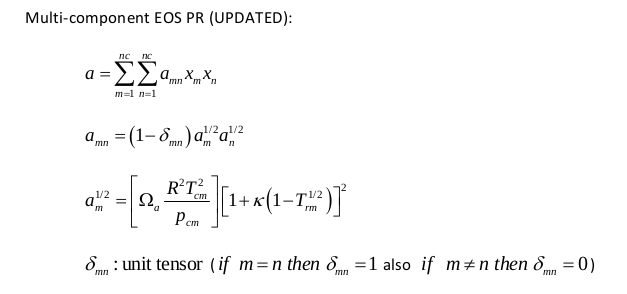 Multi-component EOS PR (UPDATED):
a = \sum_{m=1}^{nc} \sum_{n=1}^{nc} a_{mn} x_m x_n
a_{mn} = (1 - \delta_{mn}) a_m^{1/2} a_n^{1/2}
a_m^{1/2} = \left[ \Omega_a \frac{R^2 T_{cm}^2}{p_{cm}} \right] \left[ 1 + \kappa \left( 1 - T_{rm}^{1/2} \right) \right]^2
\delta_{mn} : unit tensor (if m = n then \delta_{mn} = 1 also if m ≠ n then \delta_{mn} = 0)